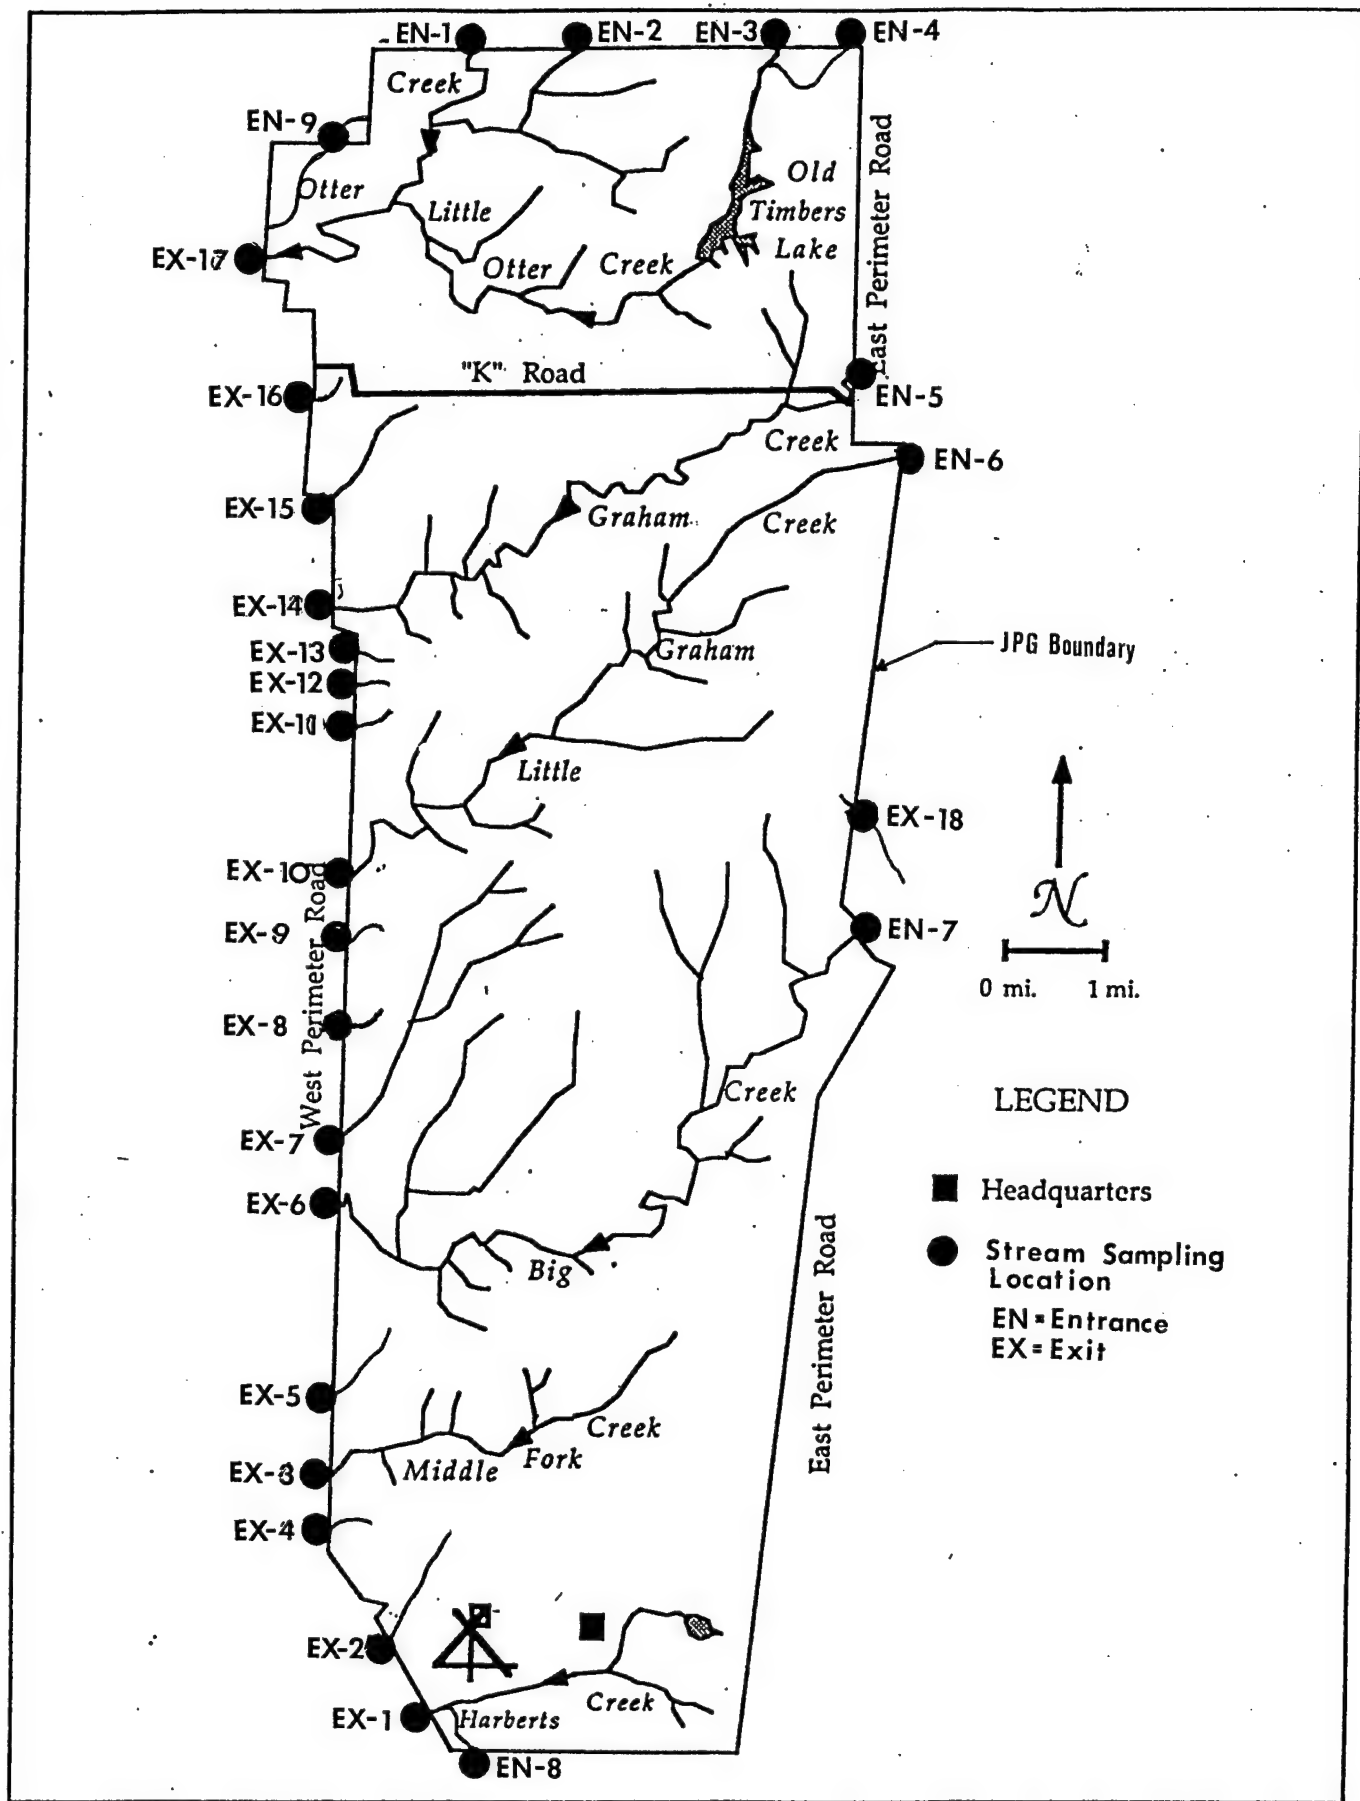 EN-1
EN-2
EN-3
EN-4
Creek
EN-9
East Perimeter Road
Old
Timbers
Lake
Otter
Little
EX-17
Otter
Creek
"K" Road
EX-16
EN-5
Creek
EN-6
EX-15
Graham
Creek
EX-14
EX-13
Graham
JPG Boundary
EX-12
EX-11
Little
EX-18
EX-10
West Perimeter Road
EX-9
EN-7
N
0 mi.
1 mi.
EX-8
Creek
LEGEND
EX-7
Headquarters
EX-6
East Perimeter Road
Stream Sampling
Location
Big
EN=Entrance
EX=Exit
EX-5
Creek
EX-3
Middle
Fork
EX-4
EX-2
Creek
EX-1
Harberts
EN-8